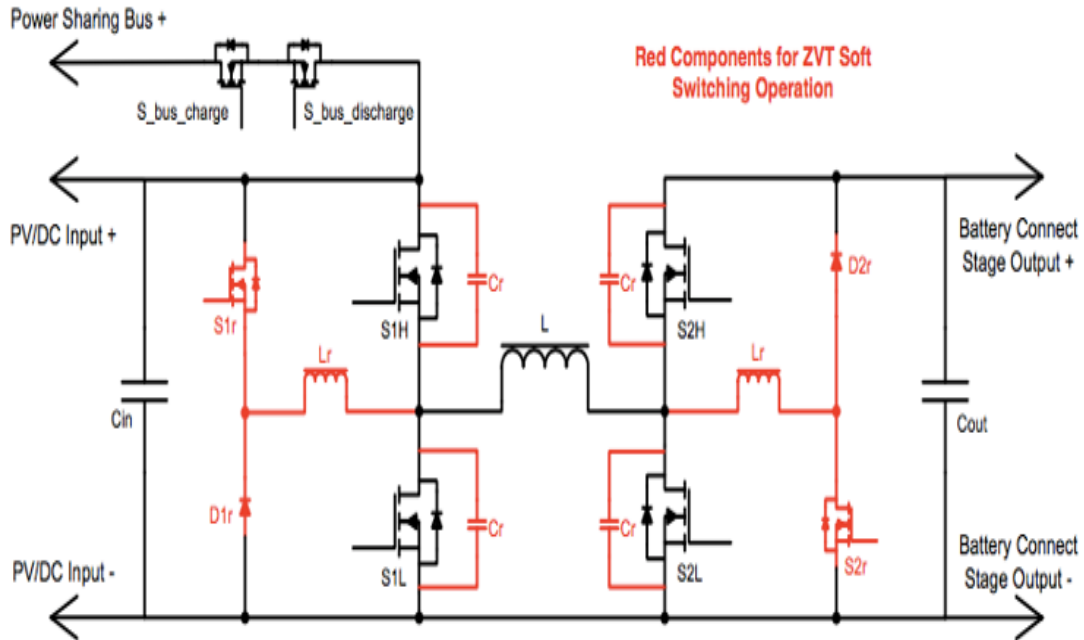 Power Sharing Bus +
Red Components for ZVT Soft
Switching Operation
S_bus_charge
S_bus_discharge
PV/DC Input +
Battery Connect
Stage Output +
D2r
Cr
Cr
S1r
S1H
L
S2H
Lr
Lr
Cin
Cout
D1r
Cr
Cr
S1L
S2L
S2r
PV/DC Input -
Battery Connect
Stage Output -